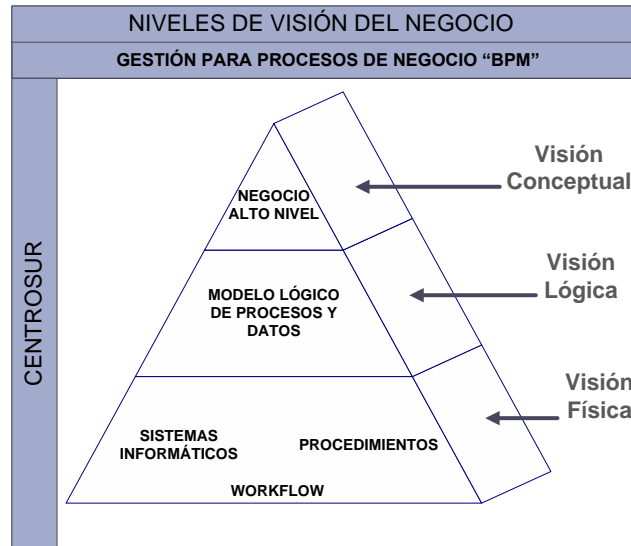 NIVELES DE VISIÓN DEL NEGOCIO
GESTIÓN PARA PROCESOS DE NEGOCIO “BPM”
CENTROSUR
NEGOCIO
ALTO NIVEL
Visión
Conceptual
MODELO LÓGICO
DE PROCESOS Y
DATOS
Visión
Lógica
SISTEMAS
INFORMÁTICOS
PROCEDIMIENTOS
WORKFLOW
Visión
Física